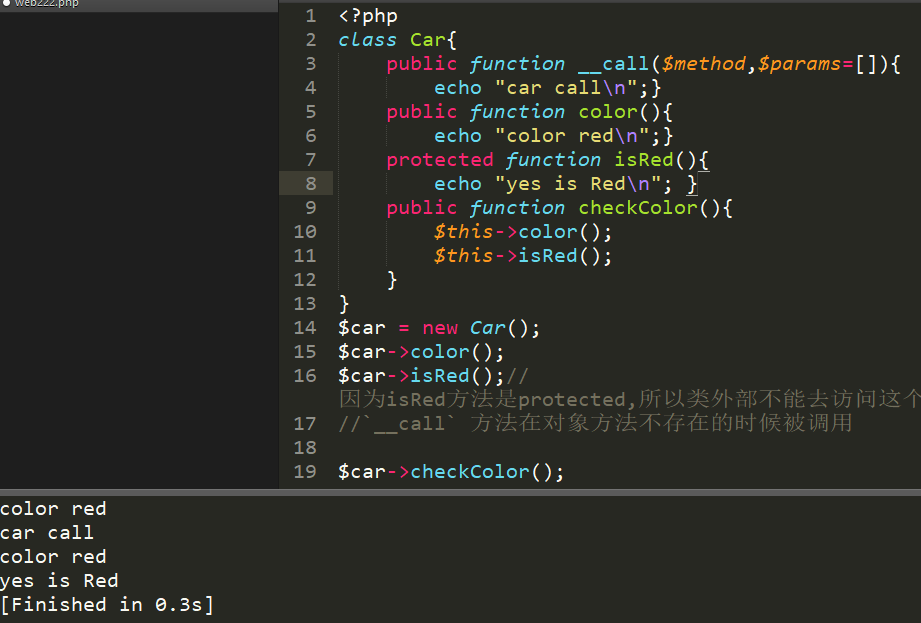 web222.php
1 <?php
2 class Car{
3 public function __call($method,$params=[]){
4 echo "car call\n";}
5 public function color(){
6 echo "color red\n";}
7 protected function isRed(){
8 echo "yes is Red\n"; }
9 public function checkColor(){
10 $this->color();
11 $this->isRed();
12 }
13 }
14 $car = new Car();
15 $car->color();
16 $car->isRed();//
因为isRed方法是protected,所以类外部不能去访问这个
17 //`__call` 方法在对象方法不存在的时候被调用
18
19 $car->checkColor();
color red
car call
color red
yes is Red
[Finished in 0.3s]